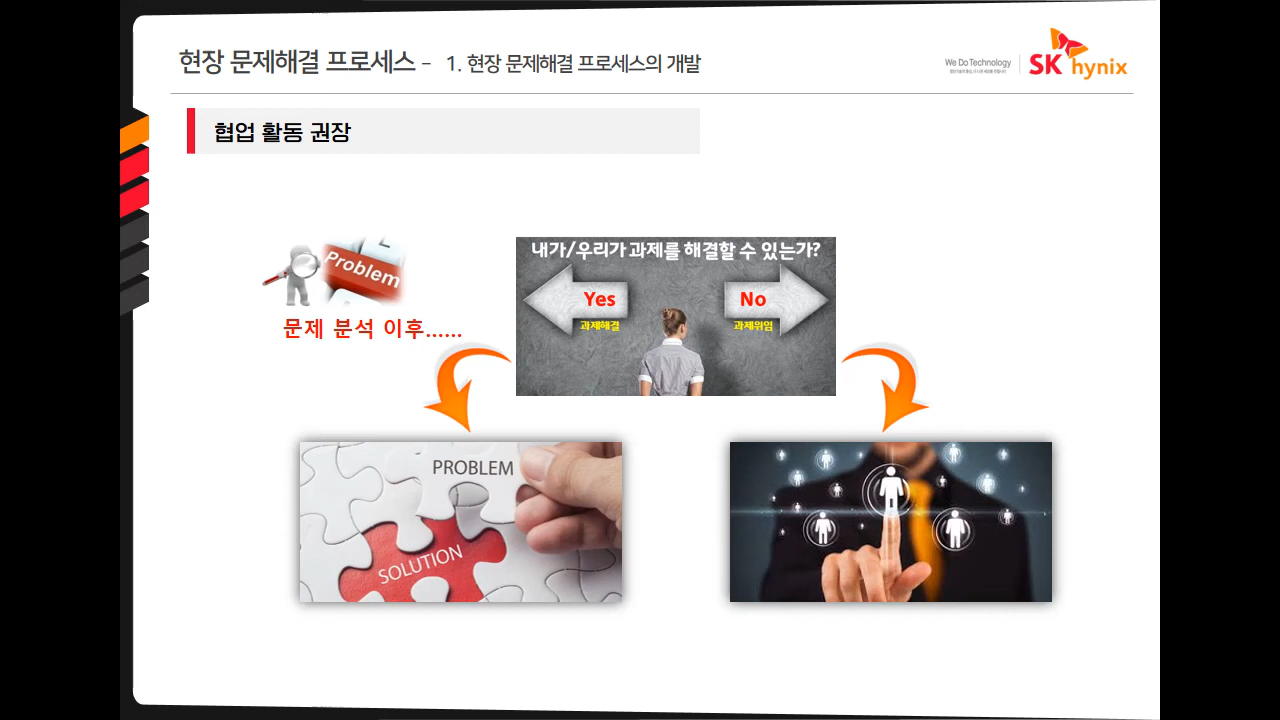 현장 문제해결 프로세스 - 1. 현장 문제해결 프로세스의 개발
We Do Technology
SK hynix
협업 활동 권장
Problem
문제 분석 이후......
내가/우리가 과제를 해결할 수 있는가?
Yes
No
과제해결
과제위임
PROBLEM
SOLUTION